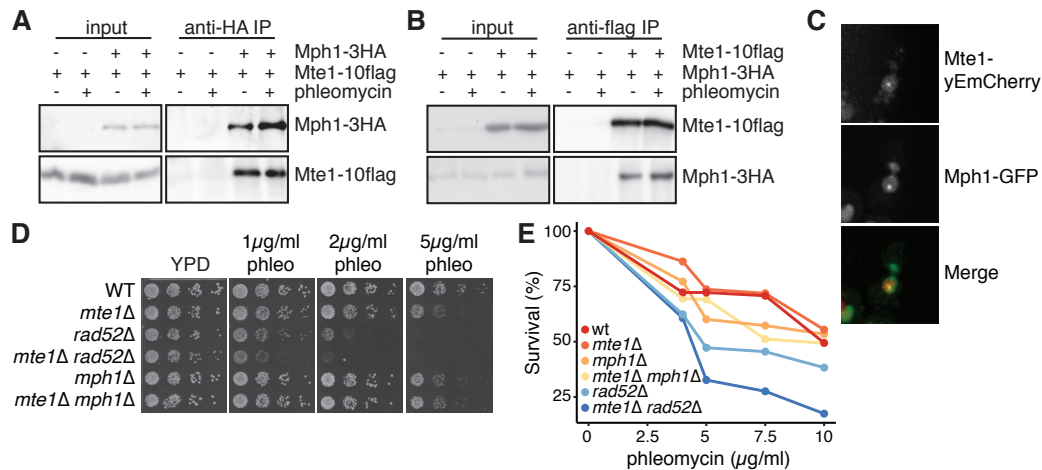 A
input anti-HA IP
- - + + - - + + Mph1-3HA
+ + + + + + + + Mte1-10flag
- + - + - + - + phleomycin
Mph1-3HA
Mte1-10flag
B
input anti-flag IP
- - + + - - + + Mte1-10flag
+ + + + + + + + Mph1-3HA
- + - + - + - + phleomycin
Mte1-10flag
Mph1-3HA
C
Mte1-
yEmCherry
Mph1-GFP
Merge
D
1µg/ml 2µg/ml 5µg/ml
YPD phleo phleo phleo
WT
mte1Δ
rad52Δ
mte1Δ rad52Δ
mph1Δ
mte1Δ mph1Δ
E
Survival (%)
100
75
50
25
wt
mte1Δ
mph1Δ
mte1Δ mph1Δ
rad52Δ
mte1Δ rad52Δ
0 2.5 5 7.5 10
phleomycin (µg/ml)